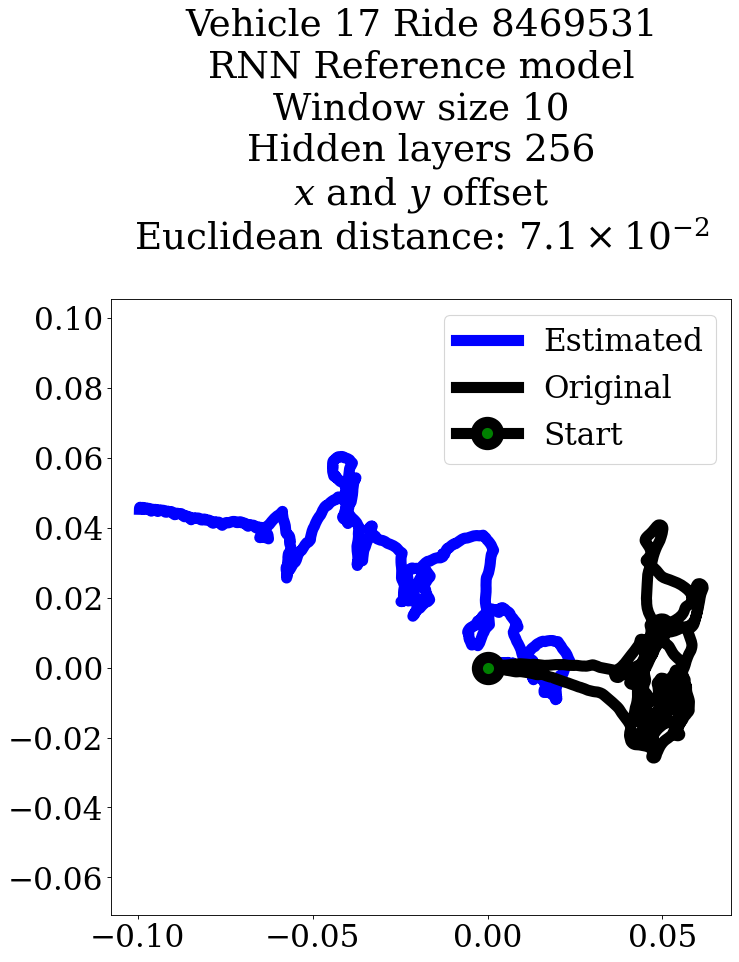 Vehicle 17 Ride 8469531
RNN Reference model
Window size 10
Hidden layers 256
x and y offset
Euclidean distance: 7.1 × 10⁻²
Estimated
Original
Start
0.10
0.08
0.06
0.04
0.02
0.00
−0.02
−0.04
−0.06
−0.10 −0.05 0.00 0.05